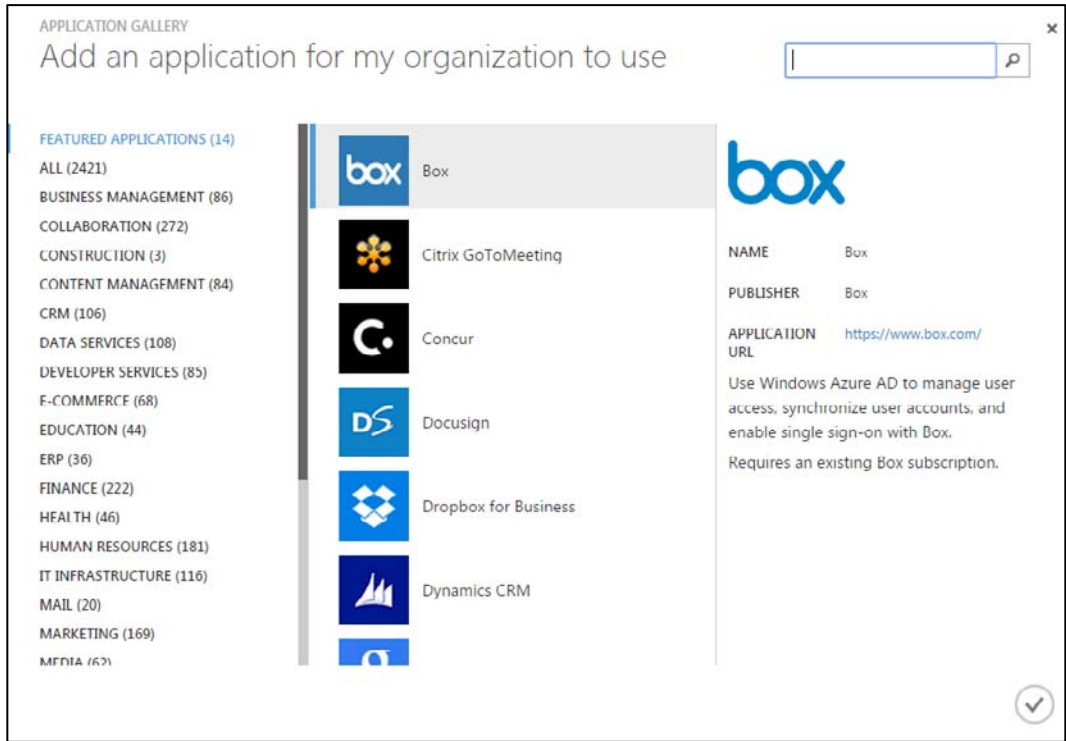 APPLICATION GALLERY
Add an application for my organization to use
FEATURED APPLICATIONS (14)
ALL (2421)
BUSINESS MANAGEMENT (86)
COLLABORATION (272)
CONSTRUCTION (3)
CONTENT MANAGEMENT (84)
CRM (106)
DATA SERVICES (108)
DEVELOPER SERVICES (85)
E-COMMERCE (68)
EDUCATION (44)
ERP (36)
FINANCE (222)
HEALTH (46)
HUMAN RESOURCES (181)
IT INFRASTRUCTURE (116)
MAIL (20)
MARKETING (169)
MEDIA (62)
box
Box
Citrix GoToMeeting
C.
Concur
DS
Docusign
Dropbox for Business
Dynamics CRM
g
box
NAME Box
PUBLISHER Box
APPLICATION https://www.box.com/
URL
Use Windows Azure AD to manage user
access, synchronize user accounts, and
enable single sign-on with Box.
Requires an existing Box subscription.